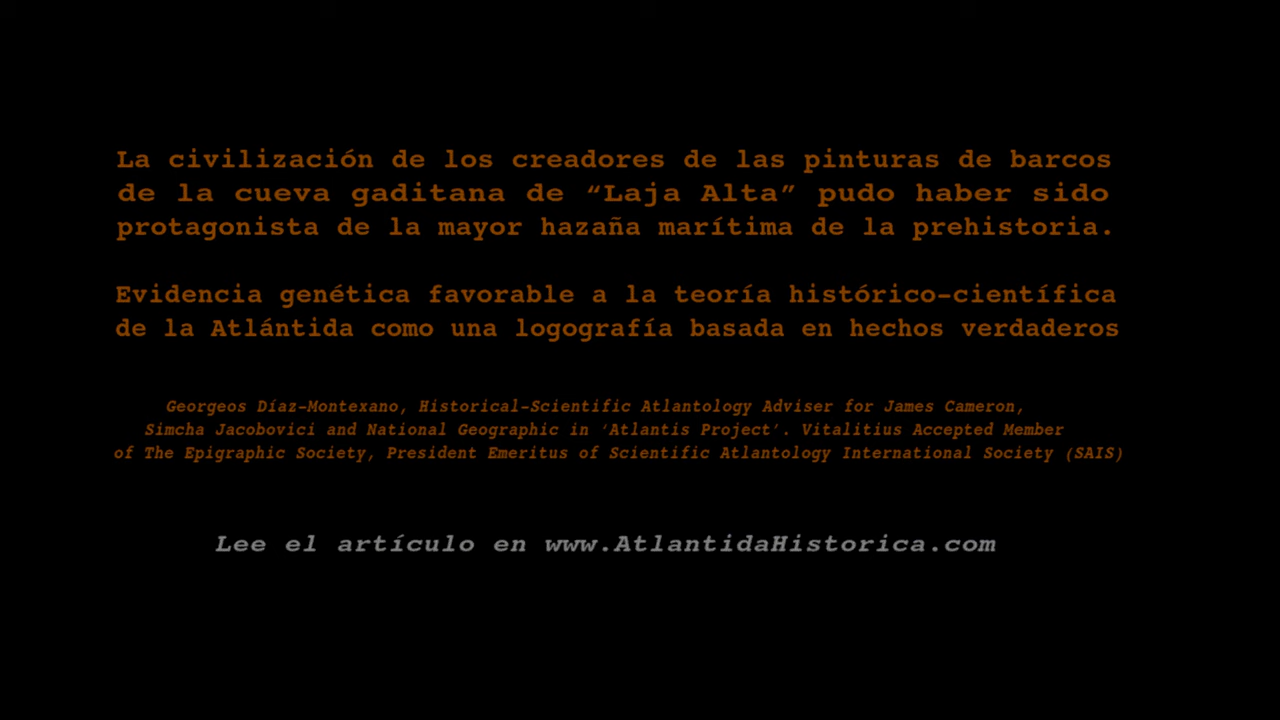 La civilización de los creadores de las pinturas de barcos
de la cueva gaditana de “Laja Alta” pudo haber sido
protagonista de la mayor hazaña marítima de la prehistoria.
Evidencia genética favorable a la teoría histórico-científica
de la Atlántida como una logografía basada en hechos verdaderos
Georgeos Díaz-Montexano, Historical-Scientific Atlantology Adviser for James Cameron,
Simcha Jacobovici and National Geographic in ‘Atlantis Project’. Vitalitius Accepted Member
of The Epigraphic Society, President Emeritus of Scientific Atlantology International Society (SAIS)
Lee el artículo en www.AtlantidaHistorica.com